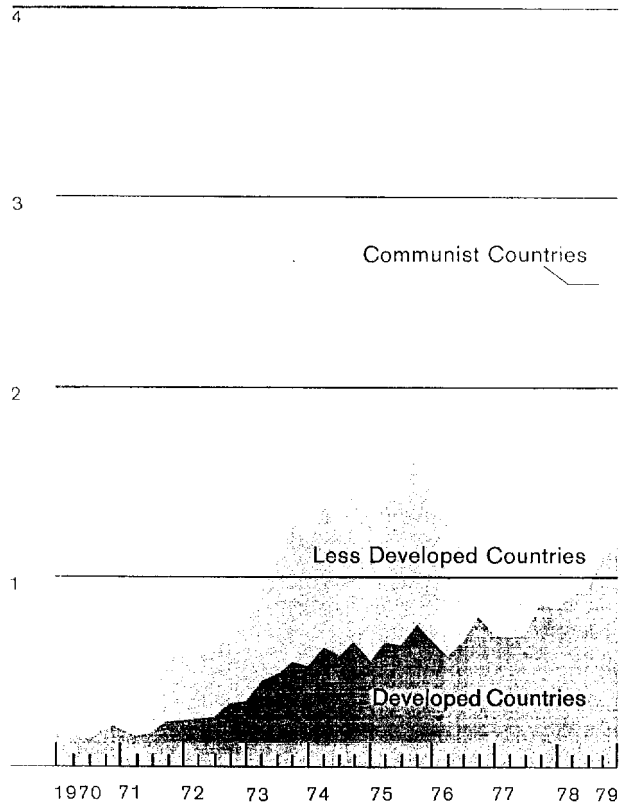 4
3
Communist Countries
2
Less Developed Countries
1
Developed Countries
1970 71 72 73 74 75 76 77 78 79